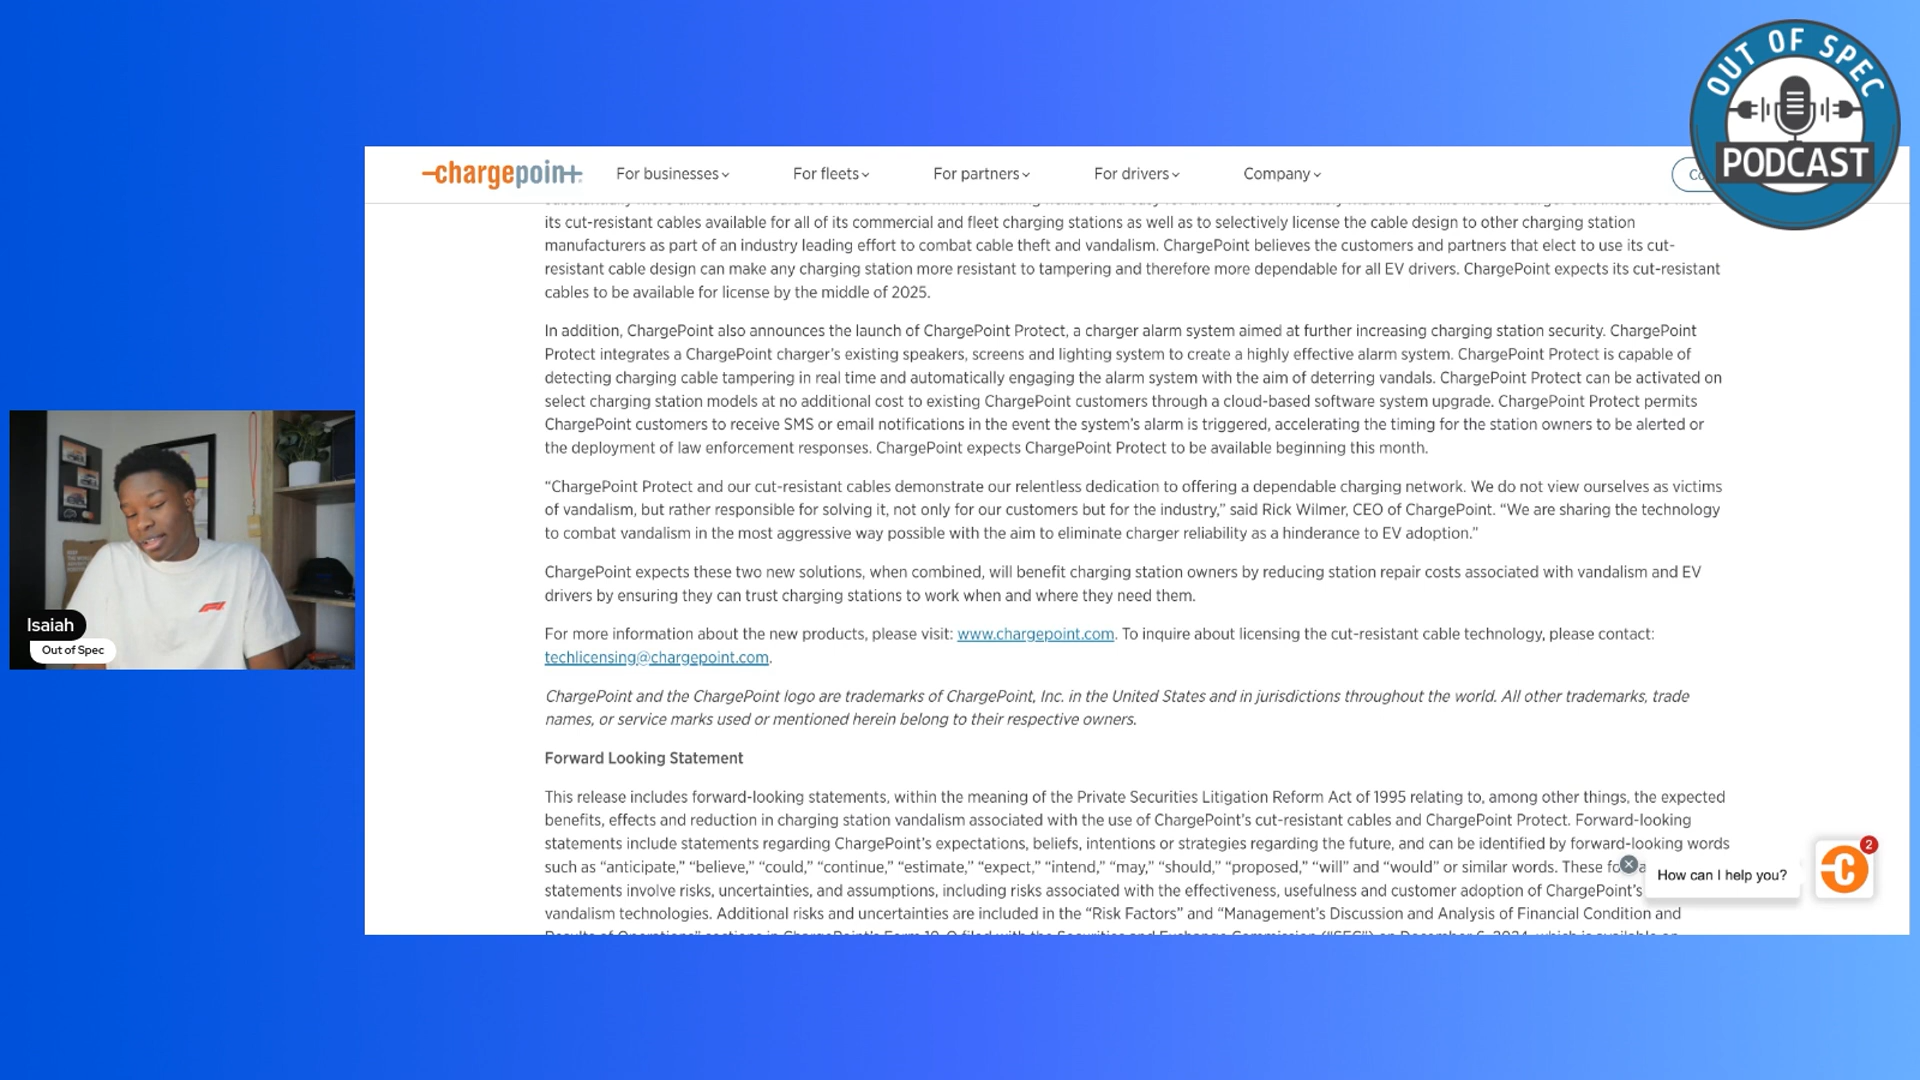 OUT OF SPEC
PODCAST
chargepoint
For businesses
For fleets
For partners
For drivers
Company
Co
its cut-resistant cables available for all of its commercial and fleet charging stations as well as to selectively license the cable design to other charging station
manufacturers as part of an industry leading effort to combat cable theft and vandalism. ChargePoint believes the customers and partners that elect to use its cut-
resistant cable design can make any charging station more resistant to tampering and therefore more dependable for all EV drivers. ChargePoint expects its cut-resistant
cables to be available for license by the middle of 2025.
In addition, ChargePoint also announces the launch of ChargePoint Protect, a charger alarm system aimed at further increasing charging station security. ChargePoint
Protect integrates a ChargePoint charger’s existing speakers, screens and lighting system to create a highly effective alarm system. ChargePoint Protect is capable of
detecting charging cable tampering in real time and automatically engaging the alarm system with the aim of deterring vandals. ChargePoint Protect can be activated on
select charging station models at no additional cost to existing ChargePoint customers through a cloud-based software system upgrade. ChargePoint Protect permits
ChargePoint customers to receive SMS or email notifications in the event the system’s alarm is triggered, accelerating the timing for the station owners to be alerted or
the deployment of law enforcement responses. ChargePoint expects ChargePoint Protect to be available beginning this month.
“ChargePoint Protect and our cut-resistant cables demonstrate our relentless dedication to offering a dependable charging network. We do not view ourselves as victims
of vandalism, but rather responsible for solving it, not only for our customers but for the industry,” said Rick Wilmer, CEO of ChargePoint. “We are sharing the technology
to combat vandalism in the most aggressive way possible with the aim to eliminate charger reliability as a hinderance to EV adoption.”
ChargePoint expects these two new solutions, when combined, will benefit charging station owners by reducing station repair costs associated with vandalism and EV
drivers by ensuring they can trust charging stations to work when and where they need them.
For more information about the new products, please visit: www.chargepoint.com. To inquire about licensing the cut-resistant cable technology, please contact:
techlicensing@chargepoint.com.
ChargePoint and the ChargePoint logo are trademarks of ChargePoint, Inc. in the United States and in jurisdictions throughout the world. All other trademarks, trade
names, or service marks used or mentioned herein belong to their respective owners.
Forward Looking Statement
This release includes forward-looking statements, within the meaning of the Private Securities Litigation Reform Act of 1995 relating to, among other things, the expected
benefits, effects and reduction in charging station vandalism associated with the use of ChargePoint’s cut-resistant cables and ChargePoint Protect. Forward-looking
statements include statements regarding ChargePoint’s expectations, beliefs, intentions or strategies regarding the future, and can be identified by forward-looking words
such as “anticipate,” “believe,” “could,” “continue,” “estimate,” “expect,” “intend,” “may,” “should,” “proposed,” “will” and “would” or similar words. These
statements involve risks, uncertainties, and assumptions, including risks associated with the effectiveness, usefulness and customer adoption of ChargePoint’s
vandalism technologies. Additional risks and uncertainties are included in the “Risk Factors” and “Management’s Discussion and Analysis of Financial Condition and
How can I help you?
2
F1
Isaiah
Out of Spec